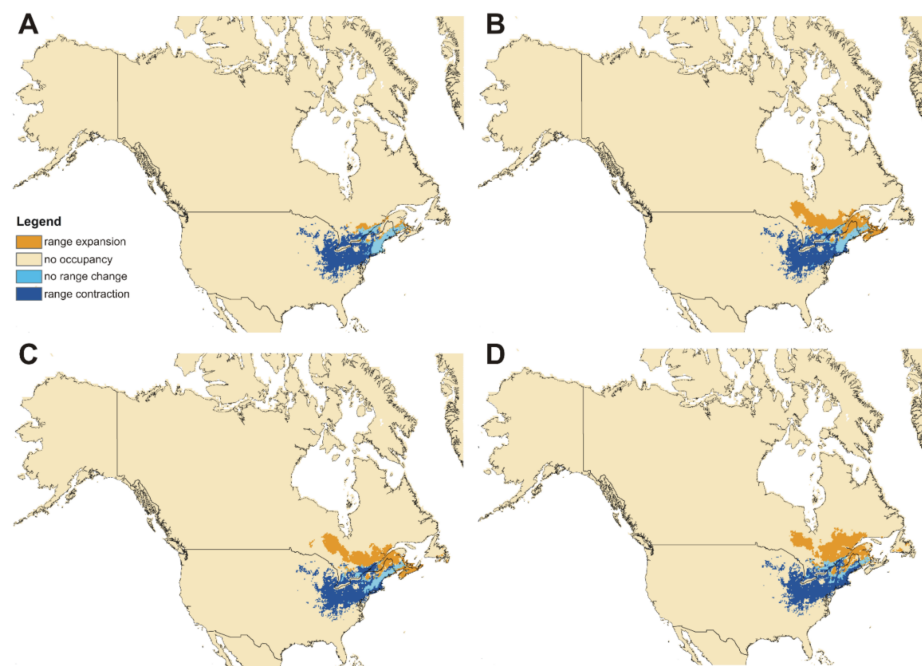 A
B
Legend
range expansion
no occupancy
no range change
range contraction
C
D